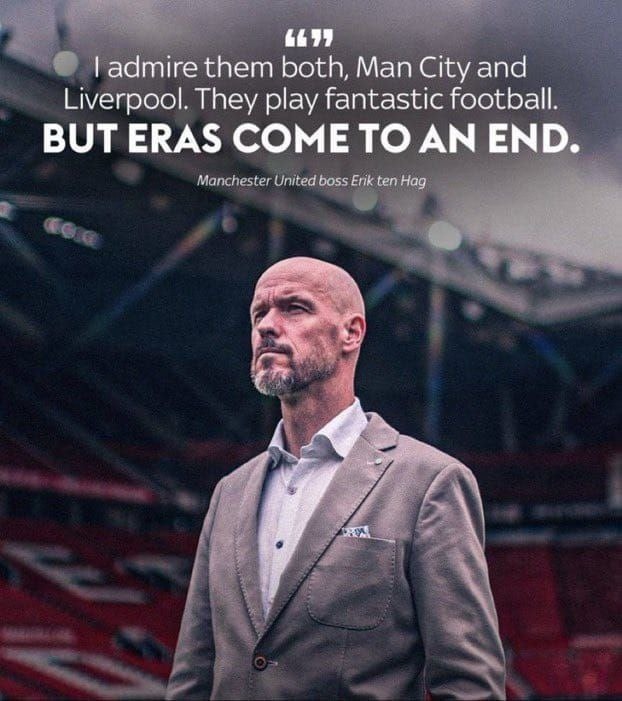 ❝❞
I admire them both, Man City and
Liverpool. They play fantastic football.
BUT ERAS COME TO AN END.
Manchester United boss Erik ten Hag